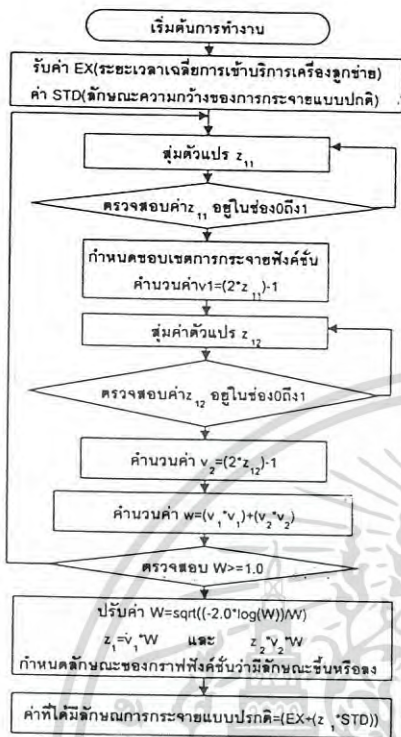 เริ่มต้นการทำงาน
รับค่า EX(ระยะเวลาเฉลี่ยการเข้าบริการเครื่องลูกข่าย)
ค่า STD(ลักษณะความกว้างของการกระจายแบบปกติ)
สุ่มตัวแปร z₁₁
ตรวจสอบค่าz₁₁ อยู่ในช่อง0ถึง1
กำหนดขอบเขตการกระจายฟังค์ชั่น
คำนวนค่าv1=(2*z₁₁)-1
สุ่มค่าตัวแปร z₁₂
ตรวจสอบค่าz₁₂ อยู่ในช่อง0ถึง1
คำนวนค่า v₂=(2*z₁₂)-1
คำนวนค่า w=(v₁*v₁)+(v₂*v₂)
ตรวจสอบ W>=1.0
ปรับค่า W=sqrt((-2.0*log(W))/W)
z₁=v₁*W และ z₂*v₂*W
กำหนดลักษณะของกราฟฟังค์ชั่นว่ามีลักษณะขึ้นหรือลง
ค่าที่ได้มีลักษณการกระจายแบบปรกติ=(EX+(z₁*STD))